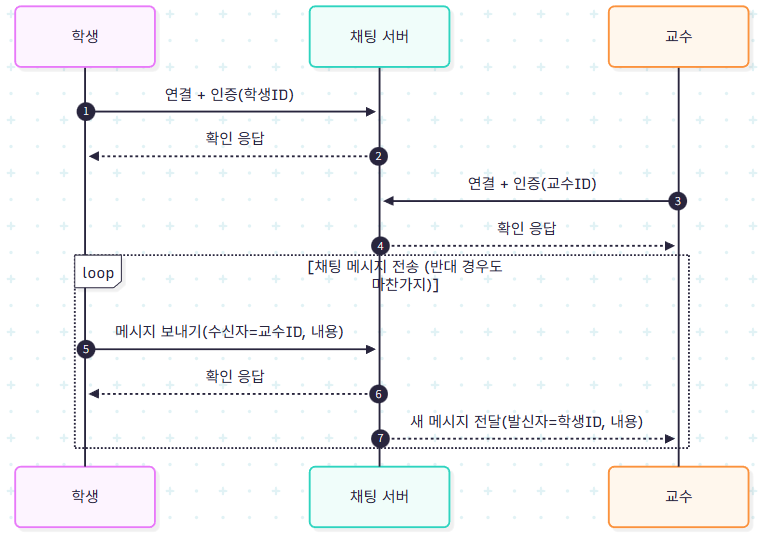 학생
채팅 서버
교수
연결 + 인증(학생ID)
1
확인 응답
2
연결 + 인증(교수ID)
3
확인 응답
4
loop
[채팅 메시지 전송 (반대 경우도
마찬가지)]
메시지 보내기(수신자=교수ID, 내용)
5
확인 응답
6
새 메시지 전달(발신자=학생ID, 내용)
7
학생
채팅 서버
교수